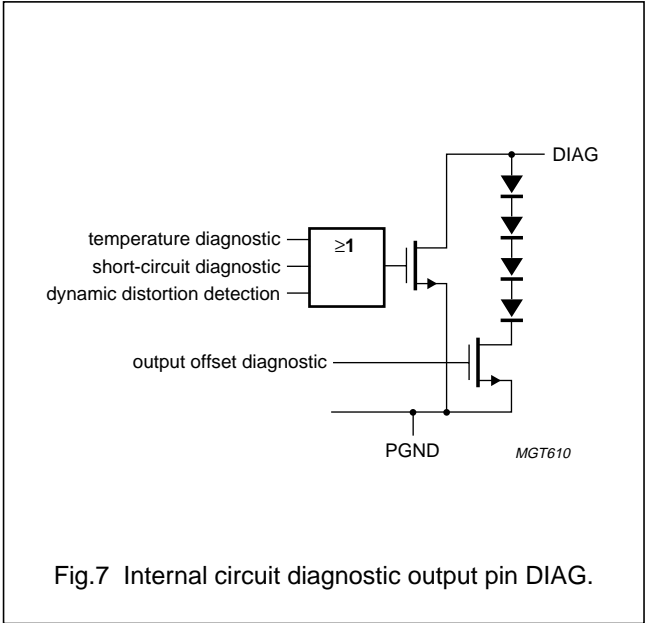 DIAG
temperature diagnostic
≥1
short-circuit diagnostic
dynamic distortion detection
output offset diagnostic
PGND
MGT610
Fig.7 Internal circuit diagnostic output pin DIAG.